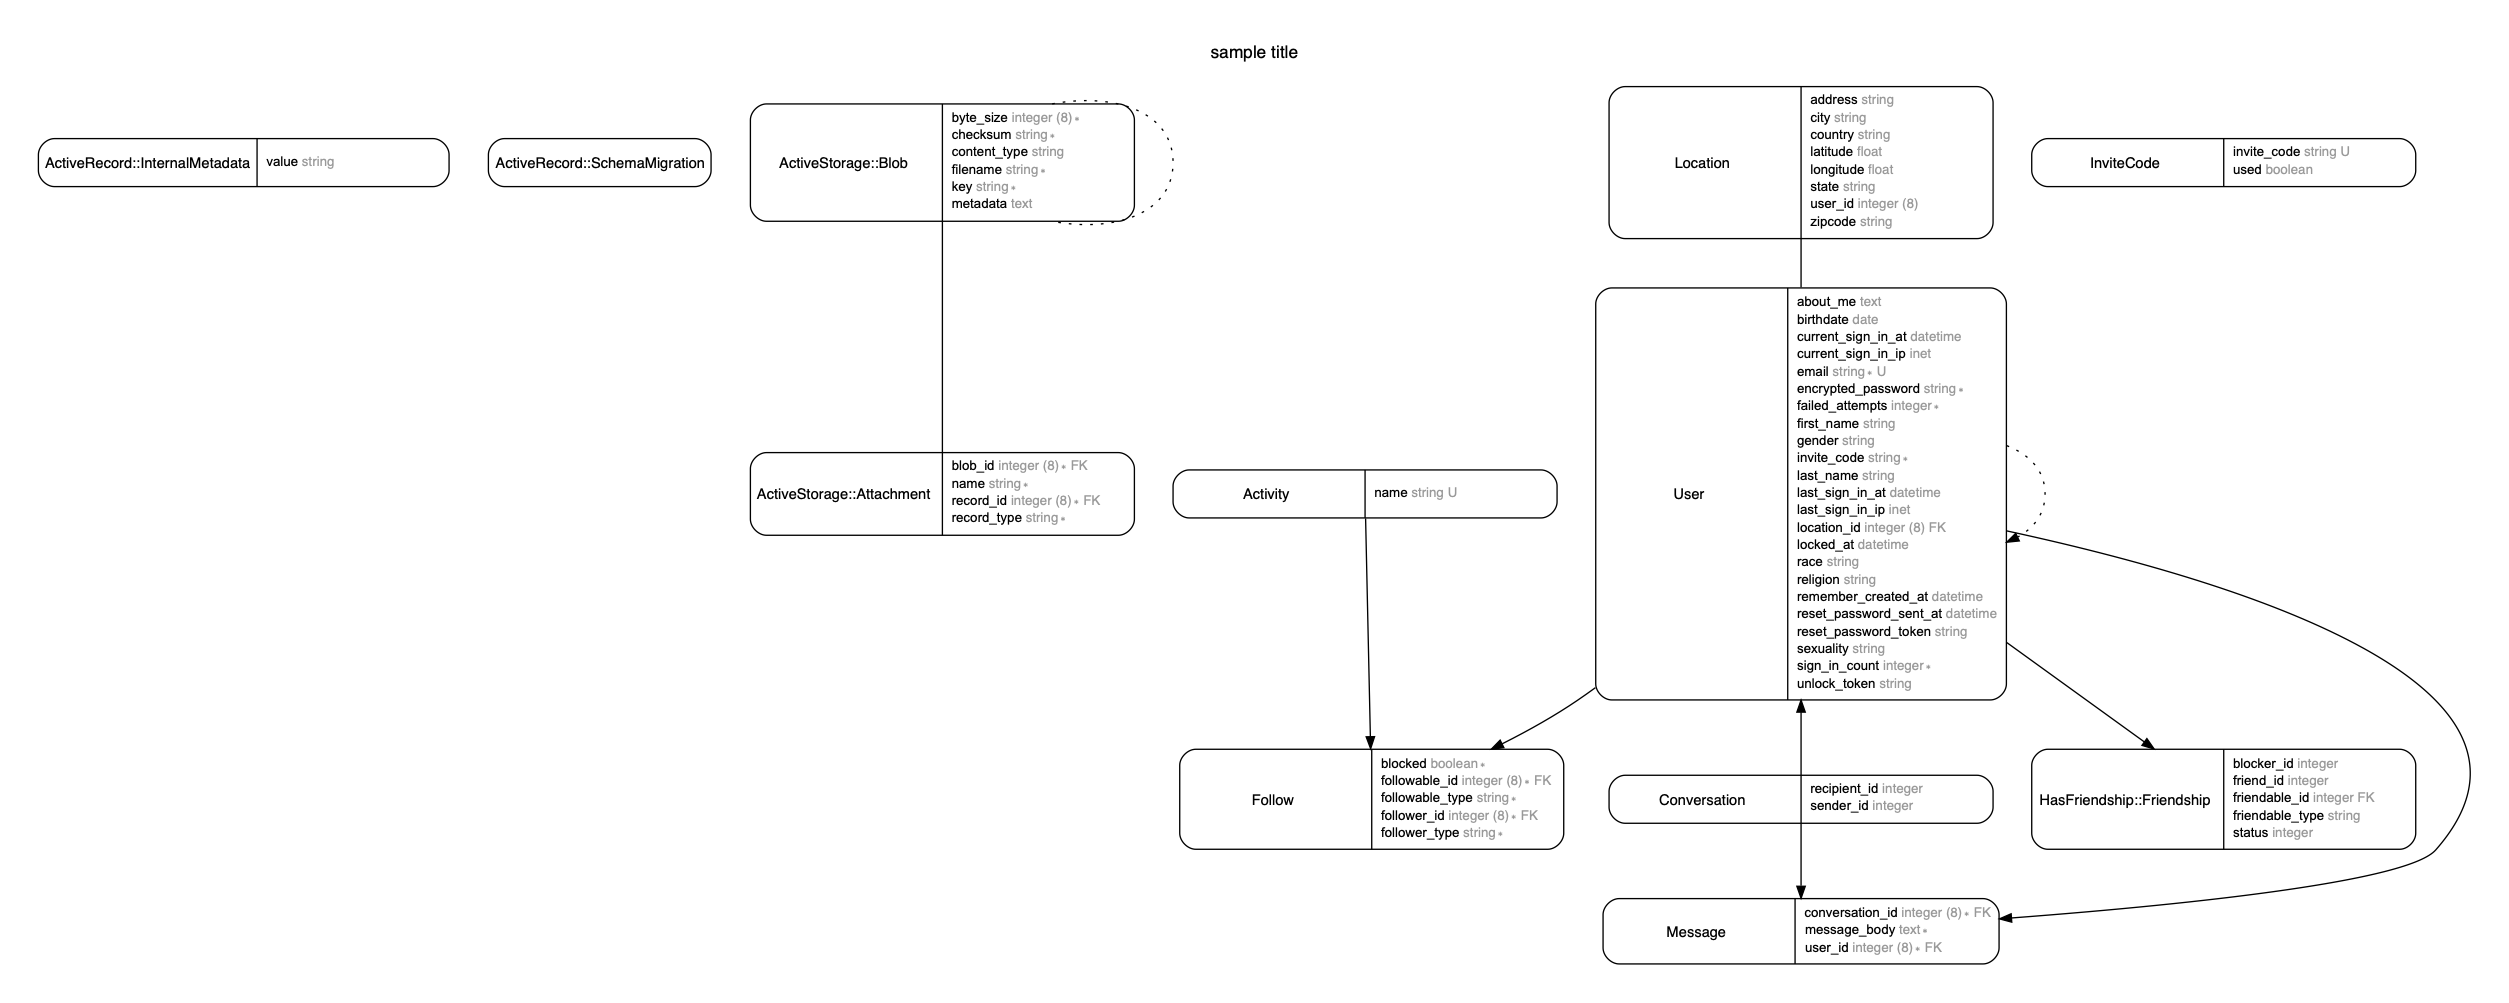 sample title
ActiveRecord::InternalMetadata
value string
ActiveRecord::SchemaMigration
ActiveStorage::Blob
byte_size integer (8) ∗
checksum string ∗
content_type string
filename string ∗
key string ∗
metadata text
Location
address string
city string
country string
latitude float
longitude float
state string
user_id integer (8)
zipcode string
InviteCode
invite_code string U
used boolean
ActiveStorage::Attachment
blob_id integer (8) ∗ FK
name string ∗
record_id integer (8) ∗ FK
record_type string ∗
Activity
name string U
User
about_me text
birthdate date
current_sign_in_at datetime
current_sign_in_ip inet
email string ∗ U
encrypted_password string ∗
failed_attempts integer ∗
first_name string
gender string
invite_code string ∗
last_name string
last_sign_in_at datetime
last_sign_in_ip inet
location_id integer (8) FK
locked_at datetime
race string
religion string
remember_created_at datetime
reset_password_sent_at datetime
reset_password_token string
sexuality string
sign_in_count integer ∗
unlock_token string
Follow
blocked boolean ∗
followable_id integer (8) ∗ FK
followable_type string ∗
follower_id integer (8) ∗ FK
follower_type string ∗
Conversation
recipient_id integer
sender_id integer
HasFriendship::Friendship
blocker_id integer
friend_id integer
friendable_id integer FK
friendable_type string
status integer
Message
conversation_id integer (8) ∗ FK
message_body text ∗
user_id integer (8) ∗ FK